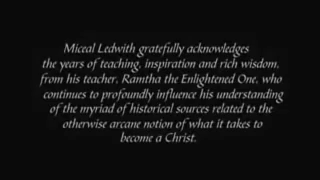 Miceal Ledwith gratefully acknowledges
the years of teaching, inspiration and rich wisdom,
from his teacher, Ramtha the Enlightened One, who
continues to profoundly influence his understanding
of the myriad of historical sources related to the
otherwise arcane notion of what it takes to
become a Christ.